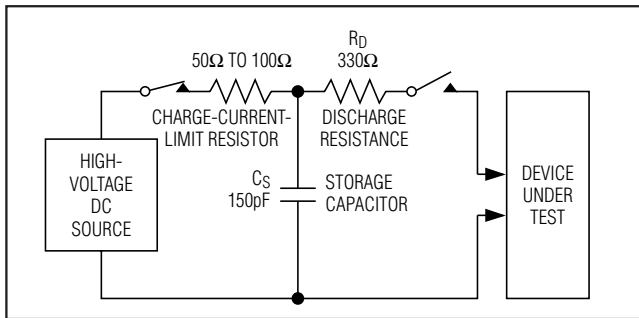 50Ω TO 100Ω
CHARGE-CURRENT-
LIMIT RESISTOR
RD
330Ω
DISCHARGE
RESISTANCE
HIGH-
VOLTAGE
DC
SOURCE
CS
150pF
STORAGE
CAPACITOR
DEVICE
UNDER
TEST